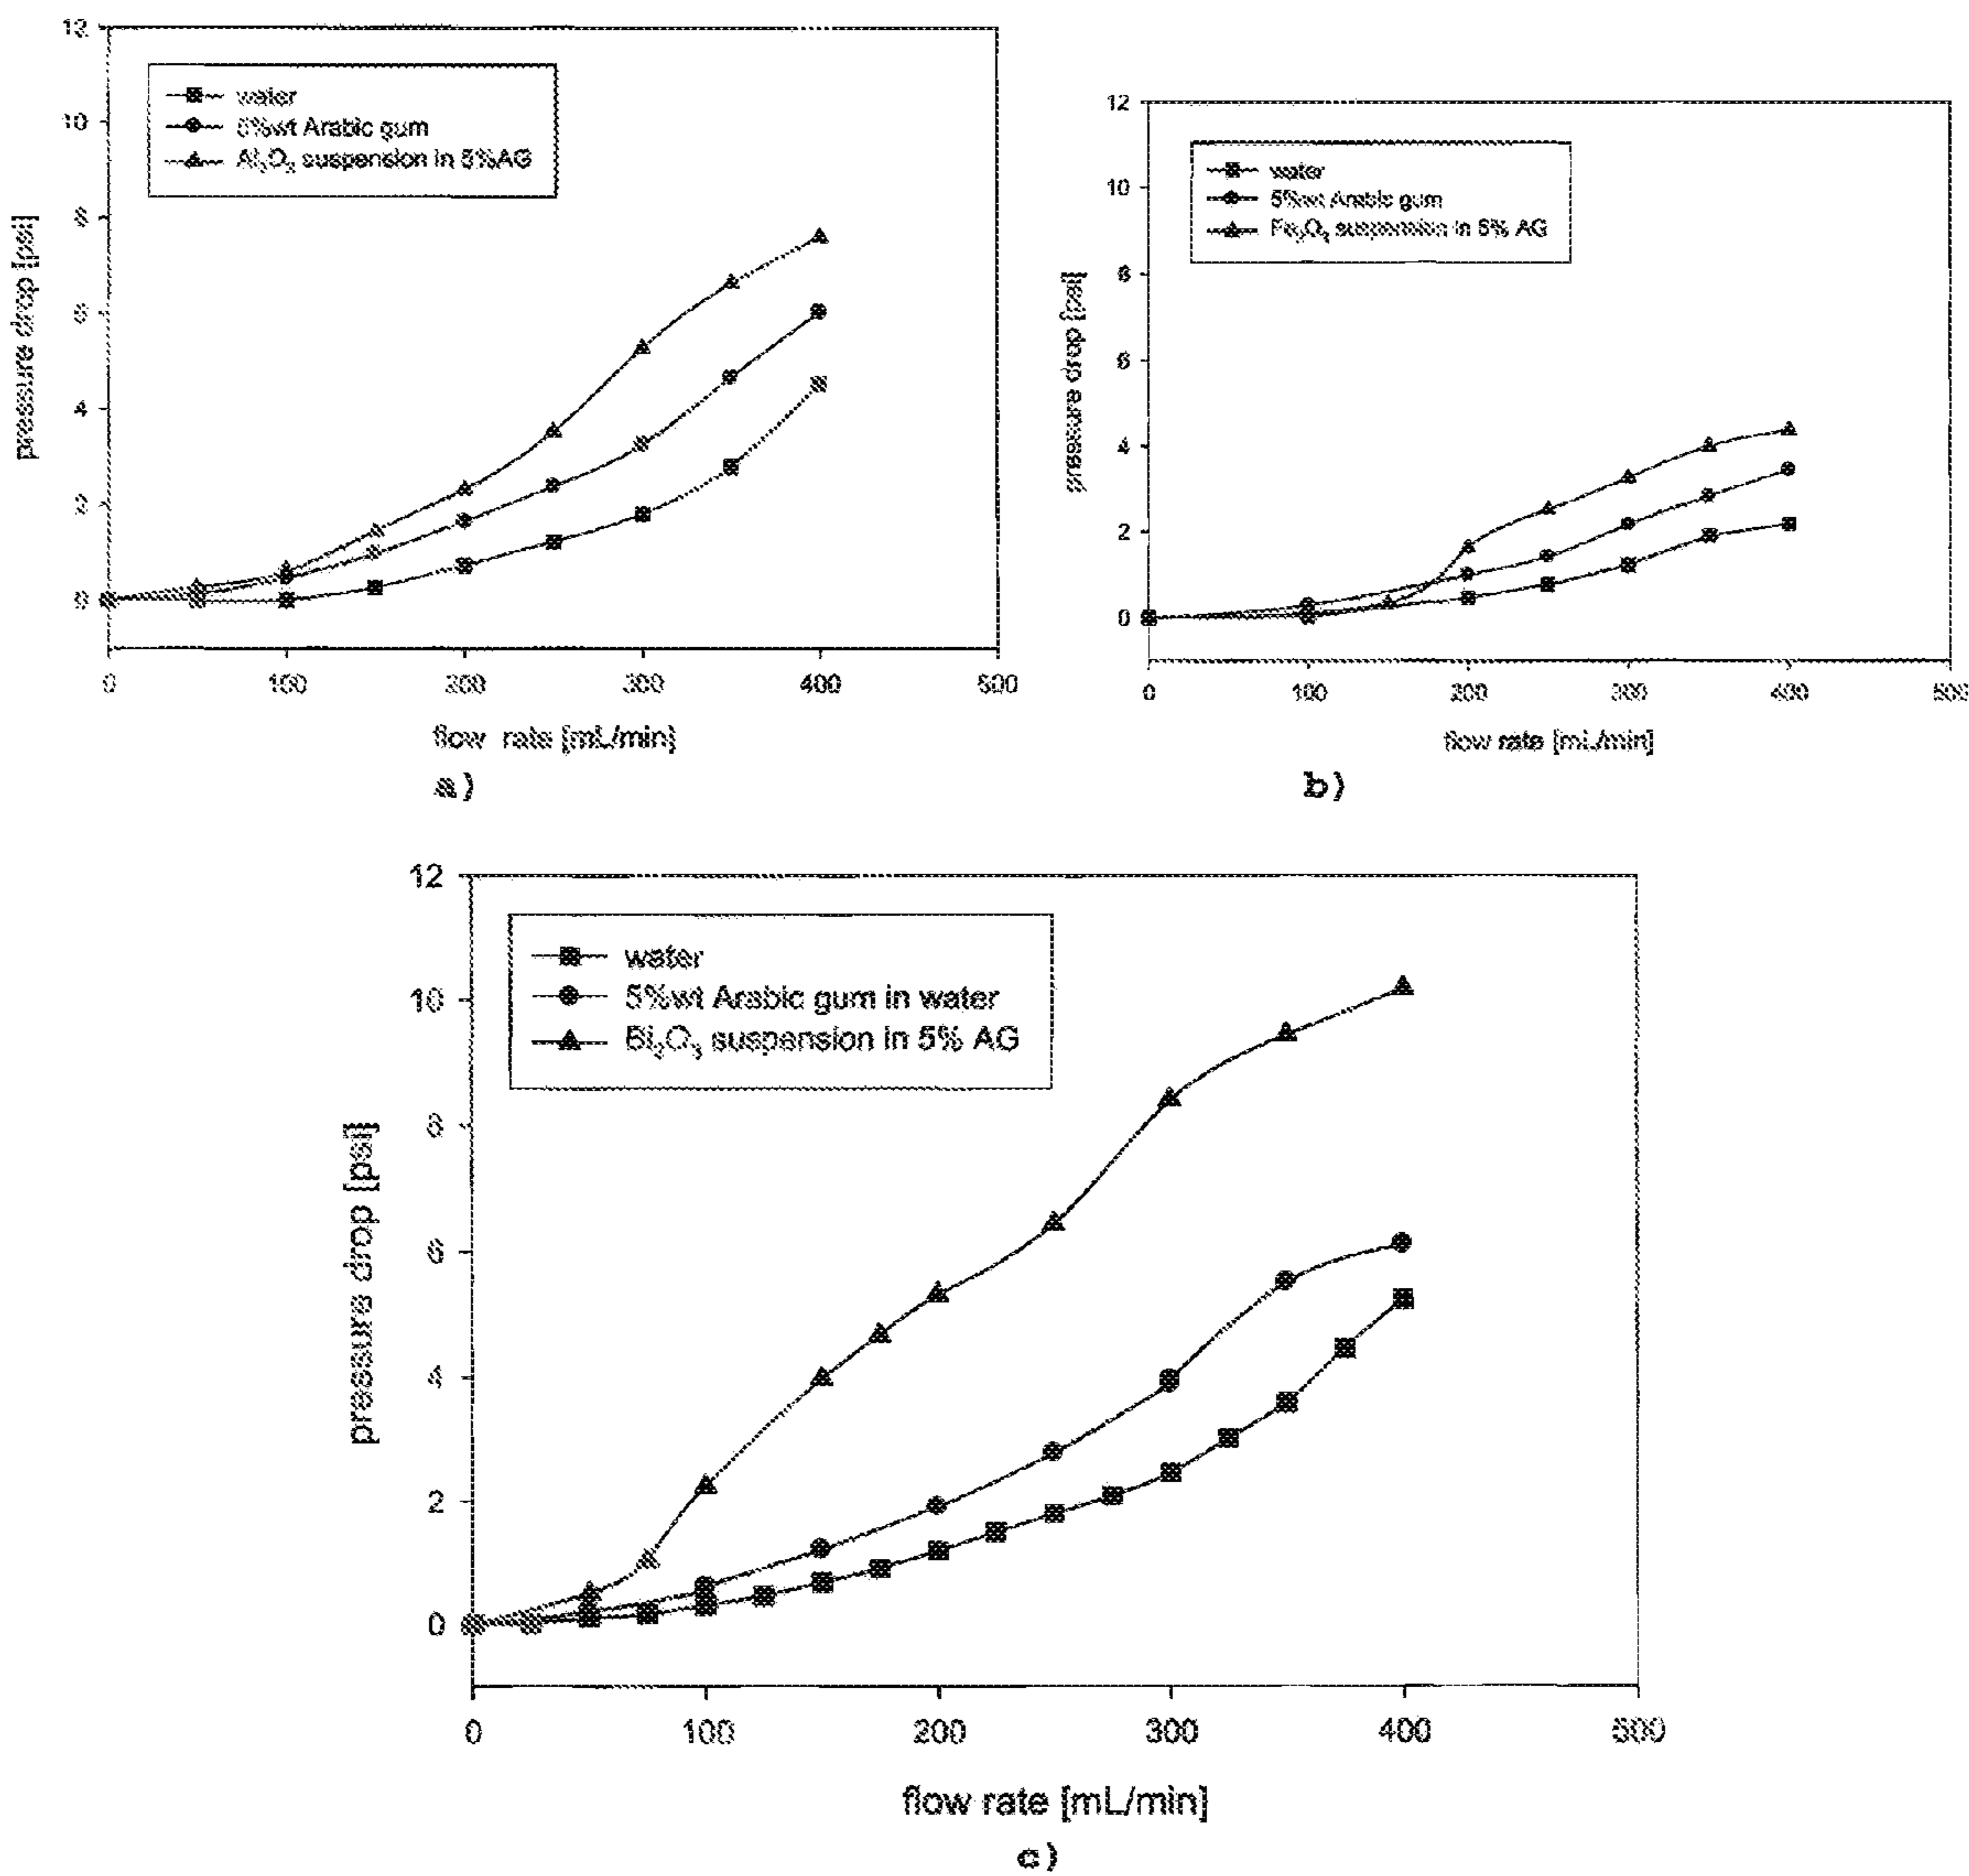 12
10
8
6
4
2
0
pressure drop [psi]
water
5%wt Arabic gum
Al₂O₃ suspension in 5%AG
0 100 200 300 400 500
flow rate [mL/min]
a)
12
10
8
6
4
2
0
pressure drop [psi]
water
5%wt Arabic gum
suspension in 5% AG
0 100 200 300 400 500
flow rate [mL/min]
b)
12
10
8
6
4
2
0
pressure drop [psi]
water
5%wt Arabic gum in water
Bi₂O₃ suspension in 5% AG
0 100 200 300 400 500
flow rate [mL/min]
c)